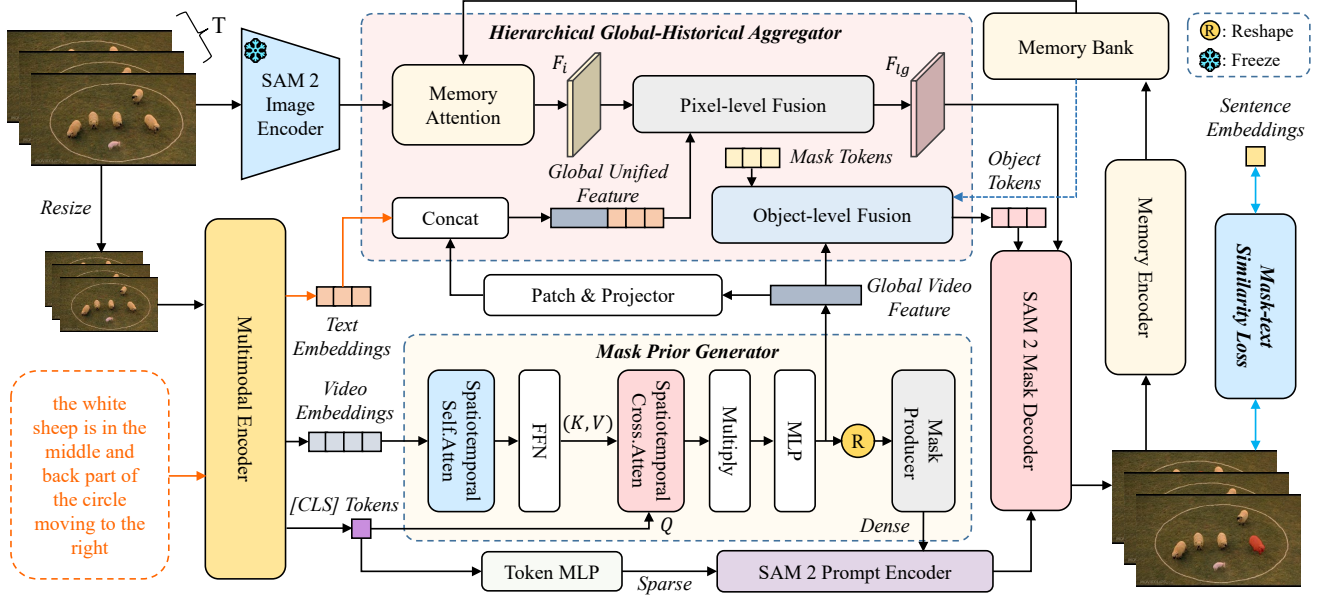 T
Hierarchical Global-Historical Aggregator
Memory Bank
R : Reshape
: Freeze
SAM 2
Image
Encoder
Memory
Attention
F_i
Pixel-level Fusion
F_lg
Sentence
Embeddings
Resize
Global Unified
Feature
Mask Tokens
Object
Tokens
Concat
Object-level Fusion
Memory Encoder
Mask-text
Similarity Loss
Multimodal Encoder
Text
Embeddings
Patch & Projector
Global Video
Feature
SAM 2 Mask Decoder
Mask Prior Generator
the white
sheep is in the
middle and
back part of
the circle
moving to the
right
Video
Embeddings
Spatiotemporal
Self.Atten
FFN
(K,V)
Spatiotemporal
Cross.Atten
Multiply
MLP
R
Mask
Producer
[CLS] Tokens
Q
Dense
Token MLP
Sparse
SAM 2 Prompt Encoder